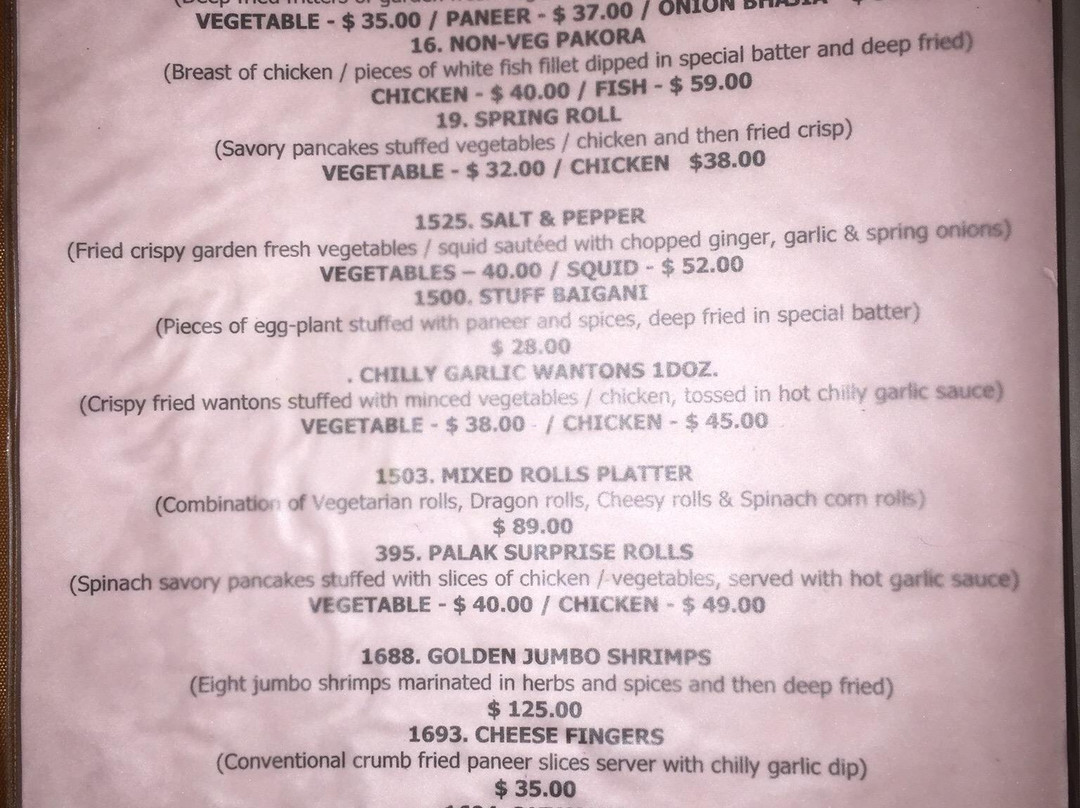 (Deep fried fritters of garden
VEGETABLE - $ 35.00 / PANEER - $ 37.00 / ONION BHAJIA - $
16. NON-VEG PAKORA
(Breast of chicken / pieces of white fish fillet dipped in special batter and deep fried)
CHICKEN - $ 40.00 / FISH - $ 59.00
19. SPRING ROLL
(Savory pancakes stuffed vegetables / chicken and then fried crisp)
VEGETABLE - $ 32.00 / CHICKEN $38.00
1525. SALT & PEPPER
(Fried crispy garden fresh vegetables / squid sautéed with chopped ginger, garlic & spring onions)
VEGETABLES – 40.00 / SQUID - $ 52.00
1500. STUFF BAIGANI
(Pieces of egg-plant stuffed with paneer and spices, deep fried in special batter)
$ 28.00
. CHILLY GARLIC WANTONS 1DOZ.
(Crispy fried wantons stuffed with minced vegetables / chicken, tossed in hot chilly garlic sauce)
VEGETABLE - $ 38.00 - / CHICKEN - $ 45.00
1503. MIXED ROLLS PLATTER
(Combination of Vegetarian rolls, Dragon rolls, Cheesy rolls & Spinach corn rolls)
$ 89.00
395. PALAK SURPRISE ROLLS
(Spinach savory pancakes stuffed with slices of chicken / vegetables, served with hot garlic sauce)
VEGETABLE - $ 40.00 / CHICKEN - $ 49.00
1688. GOLDEN JUMBO SHRIMPS
(Eight jumbo shrimps marinated in herbs and spices and then deep fried)
$ 125.00
1693. CHEESE FINGERS
(Conventional crumb fried paneer slices server with chilly garlic dip)
$ 35.00